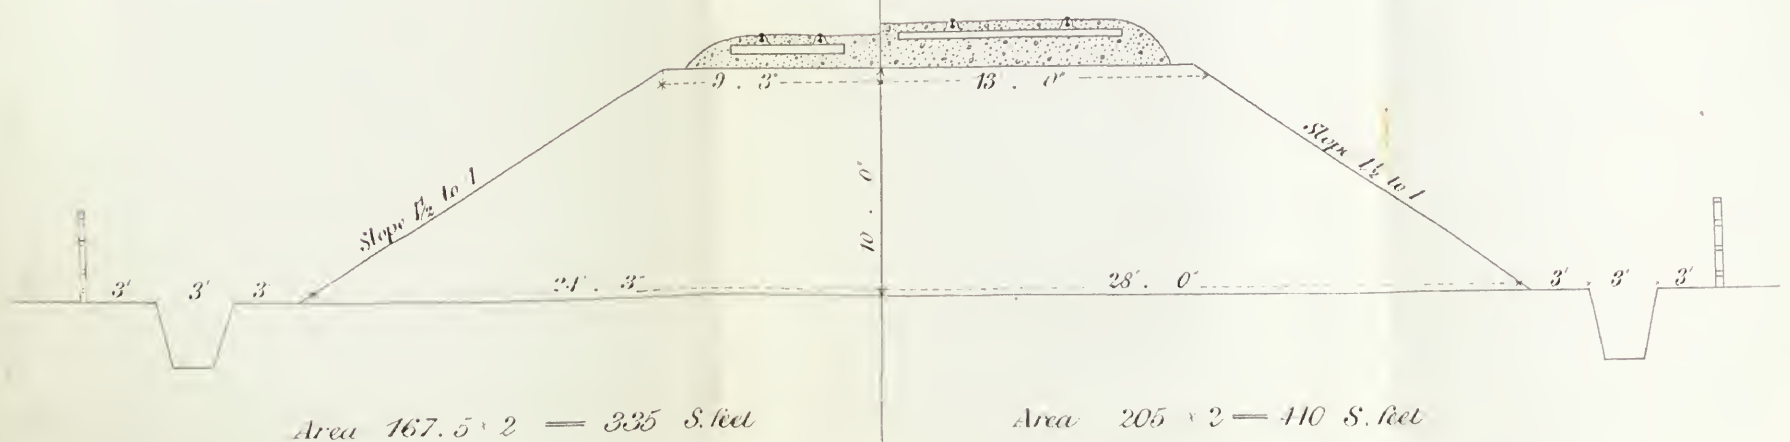 9 . 3"
13 . 0"
Slope 1½ to 1
10 . 0"
Slope 1½ to 1
3' 3' 3'
24' . 3"
28' . 0"
3' 3' 3'
Area 167.5 × 2 = 335 S. feet
Area 205 × 2 = 410 S. feet